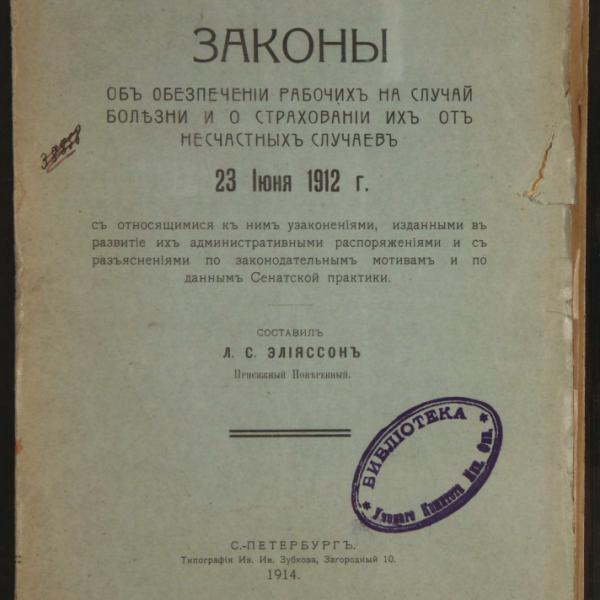 ЗАКОНЫ
ОБЪ ОБЕЗПЕЧЕНІИ РАБОЧИХЪ НА СЛУЧАЙ
БОЛѢЗНИ И О СТРАХОВАНІИ ИХЪ ОТЪ
НЕСЧАСТНЫХЪ СЛУЧАЕВЪ
23 Іюня 1912 г.
съ относящимися къ нимъ узаконеніями, изданными въ
развитіе ихъ административными распоряженіями и съ
разъясненіями по законодательнымъ мотивамъ и по
даннымъ Сенатской практики.
СОСТАВИЛЪ
Л. С. ЭЛІЯССОНЪ
Присяжный Повѣренный.
БИБЛІОТЕКА
С.-ПЕТЕРБУРГЪ.
Типографія Ив. Ив. Зубкова, Загородный 10.
1914.